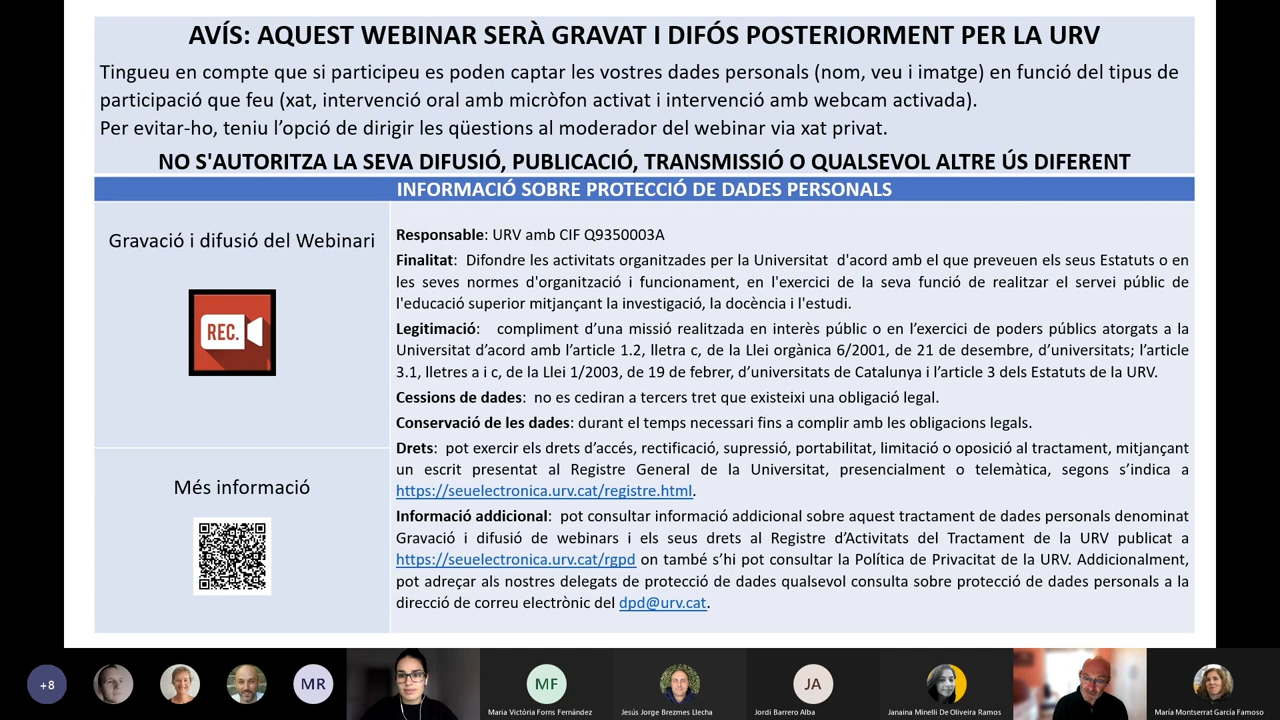 AVÍS: AQUEST WEBINAR SERÀ GRAVAT I DIFÓS POSTERIORMENT PER LA URV
Tingueu en compte que si participeu es poden captar les vostres dades personals (nom, veu i imatge) en funció del tipus de
participació que feu (xat, intervenció oral amb micròfon activat i intervenció amb webcam activada).
Per evitar-ho, teniu l’opció de dirigir les qüestions al moderador del webinar via xat privat.
NO S'AUTORITZA LA SEVA DIFUSIÓ, PUBLICACIÓ, TRANSMISSIÓ O QUALSEVOL ALTRE ÚS DIFERENT
INFORMACIÓ SOBRE PROTECCIÓ DE DADES PERSONALS
Gravació i difusió del Webinari
REC.
Més informació
Responsable: URV amb CIF Q9350003A
Finalitat: Difondre les activitats organitzades per la Universitat d'acord amb el que preveuen els seus Estatuts o en
les seves normes d'organització i funcionament, en l'exercici de la seva funció de realitzar el servei públic de
l'educació superior mitjançant la investigació, la docència i l'estudi.
Legitimació: compliment d’una missió realitzada en interès públic o en l’exercici de poders públics atorgats a la
Universitat d’acord amb l’article 1.2, lletra c, de la Llei orgànica 6/2001, de 21 de desembre, d’universitats; l’article
3.1, lletres a i c, de la Llei 1/2003, de 19 de febrer, d’universitats de Catalunya i l’article 3 dels Estatuts de la URV.
Cessions de dades: no es cediran a tercers tret que existeixi una obligació legal.
Conservació de les dades: durant el temps necessari fins a complir amb les obligacions legals.
Drets: pot exercir els drets d’accés, rectificació, supressió, portabilitat, limitació o oposició al tractament, mitjançant
un escrit presentat al Registre General de la Universitat, presencialment o telemàtica, segons s’indica a
https://seuelectronica.urv.cat/registre.html.
Informació addicional: pot consultar informació addicional sobre aquest tractament de dades personals denominat
Gravació i difusió de webinars i els seus drets al Registre d’Activitats del Tractament de la URV publicat a
https://seuelectronica.urv.cat/rgpd on també s’hi pot consultar la Política de Privacitat de la URV. Addicionalment,
pot adreçar als nostres delegats de protecció de dades qualsevol consulta sobre protecció de dades personals a la
direcció de correu electrònic del dpd@urv.cat.
+8
MR
MF
Maria Victòria Forns Fernández
Jesús Jorge Brezmes Llecha
JA
Jordi Barrero Alba
Janaina Minelli De Oliveira Ramos
María Montserrat García Famoso